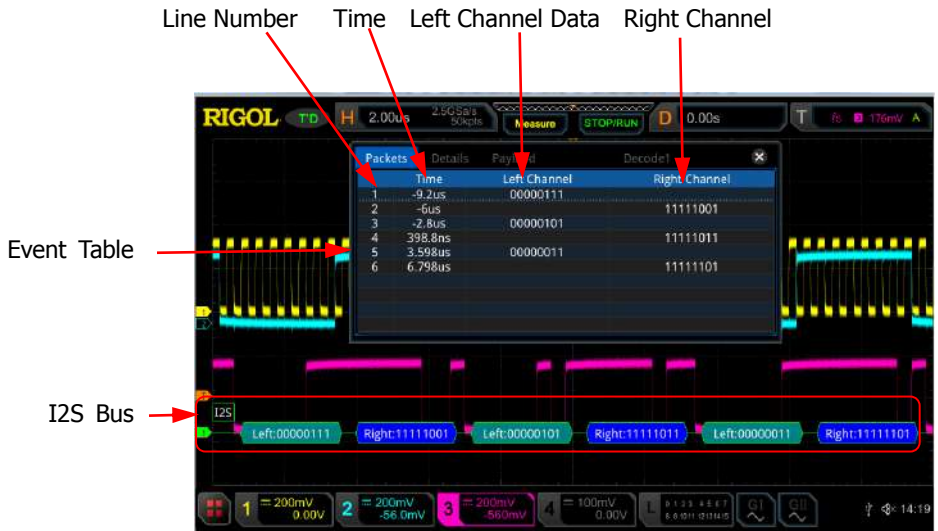 Line Number Time Left Channel Data Right Channel
RIGOL T'D H 2.00us 2.5GSa/s 50kpts Measure STOP/RUN D 0.00s T 176mV A
Packets Details Payload Decode1
Time Left Channel Right Channel
1 -9.2us 00000111
2 -6us 11111001
3 -2.8us 00000101
4 398.8ns 11111011
5 3.598us 00000011
6 6.798us 11111101
Event Table
I2S Bus
I2S
Left:00000111 Right:11111001 Left:00000101 Right:11111011 Left:00000011 Right:11111101
1 200mV 0.00V 2 200mV -56.0mV 3 200mV -560mV 4 100mV 0.00V L GI GII 14:19